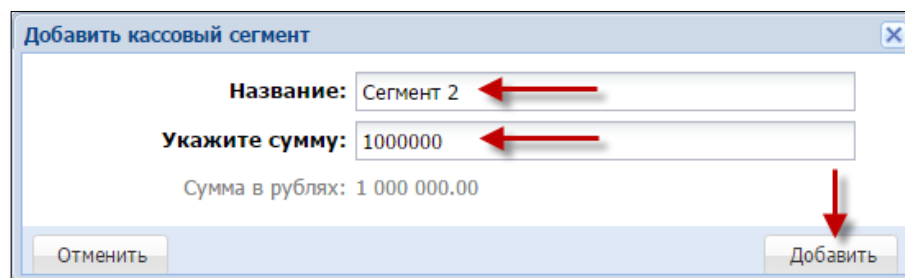 Добавить кассовый сегмент
Название: Сегмент 2
Укажите сумму: 1000000
Сумма в рублях: 1 000 000.00
Отменить Добавить